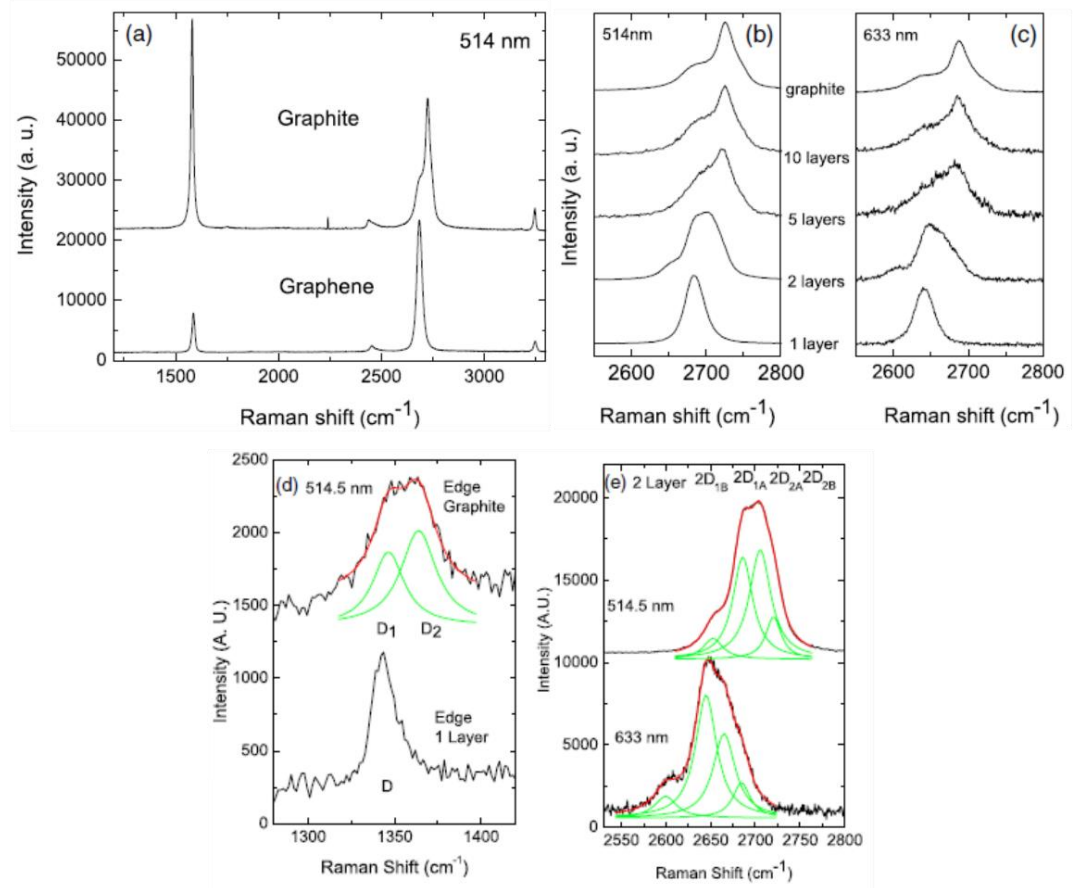 (a)
514 nm
Graphite
Graphene
Intensity (a. u.)
50000
40000
30000
20000
10000
0
1500 2000 2500 3000
Raman shift (cm-1)
514nm
(b)
graphite
10 layers
5 layers
2 layers
1 layer
Intensity (a. u.)
2600 2700 2800
Raman shift (cm-1)
633 nm
(c)
2600 2700 2800
Raman shift (cm-1)
(d) 514.5 nm
Edge
Graphite
D1 D2
Edge
1 Layer
D
Intensity (A. U.)
2500
2000
1500
1000
500
0
1300 1350 1400
Raman Shift (cm-1)
(e) 2 Layer 2D1B 2D1A 2D2A 2D2B
514.5 nm
633 nm
Intensity (A.U.)
20000
15000
10000
5000
0
2550 2600 2650 2700 2750 2800
Raman Shift (cm-1)